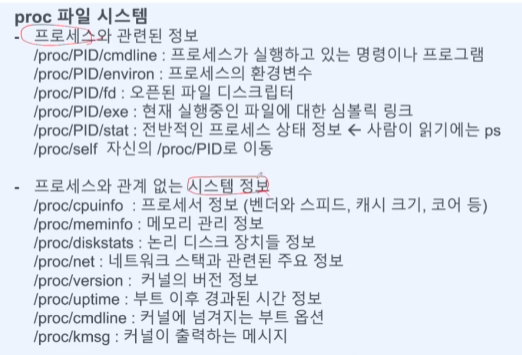 proc 파일 시스템
- 프로세스와 관련된 정보
/proc/PID/cmdline : 프로세스가 실행하고 있는 명령이나 프로그램
/proc/PID/environ : 프로세스의 환경변수
/proc/PID/fd : 오픈된 파일 디스크립터
/proc/PID/exe : 현재 실행중인 파일에 대한 심볼릭 링크
/proc/PID/stat : 전반적인 프로세스 상태 정보 ← 사람이 읽기에는 ps
/proc/self 자신의 /proc/PID로 이동
- 프로세스와 관계 없는 시스템 정보
/proc/cpuinfo : 프로세서 정보 (벤더와 스피드, 캐시 크기, 코어 등)
/proc/meminfo : 메모리 관리 정보
/proc/diskstats : 논리 디스크 장치들 정보
/proc/net : 네트워크 스택과 관련된 주요 정보
/proc/version : 커널의 버전 정보
/proc/uptime : 부트 이후 경과된 시간 정보
/proc/cmdline : 커널에 넘겨지는 부트 옵션
/proc/kmsg : 커널이 출력하는 메시지